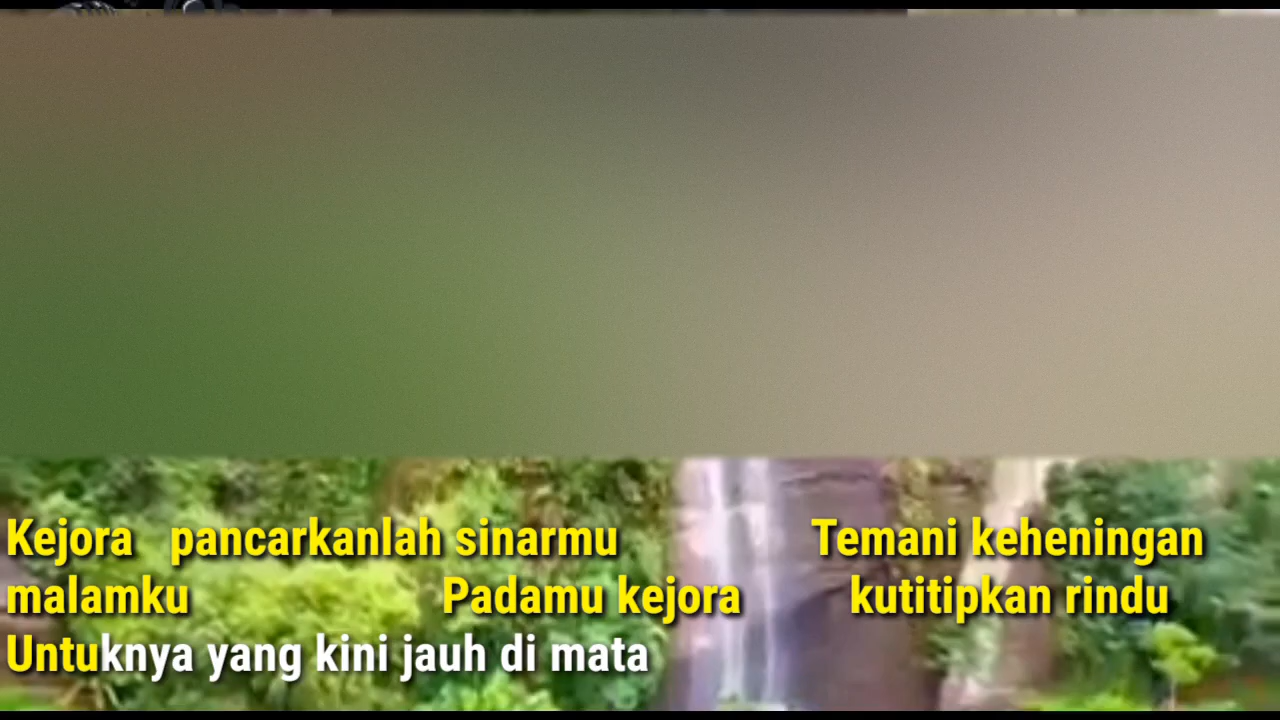 Kejora pancarkanlah sinarmu Temani keheningan
malamku Padamu kejora kutitipkan rindu
Untuknya yang kini jauh di mata